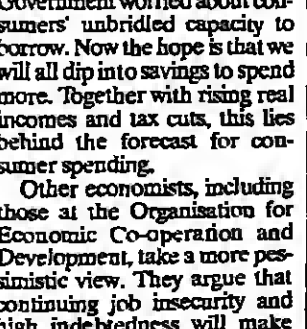 Government worried about con-
sumers' unbridled capacity to
borrow. Now the hope is that we
will all dip into savings to spend
more. Together with rising real
incomes and tax cuts, this lies
behind the forecast for con-
sumer spending.
Other economists, including
those at the Organisation for
Economic Co-operation and
Development, take a more pes-
simistic view. They argue that
continuing job insecurity and
high indebtedness will make